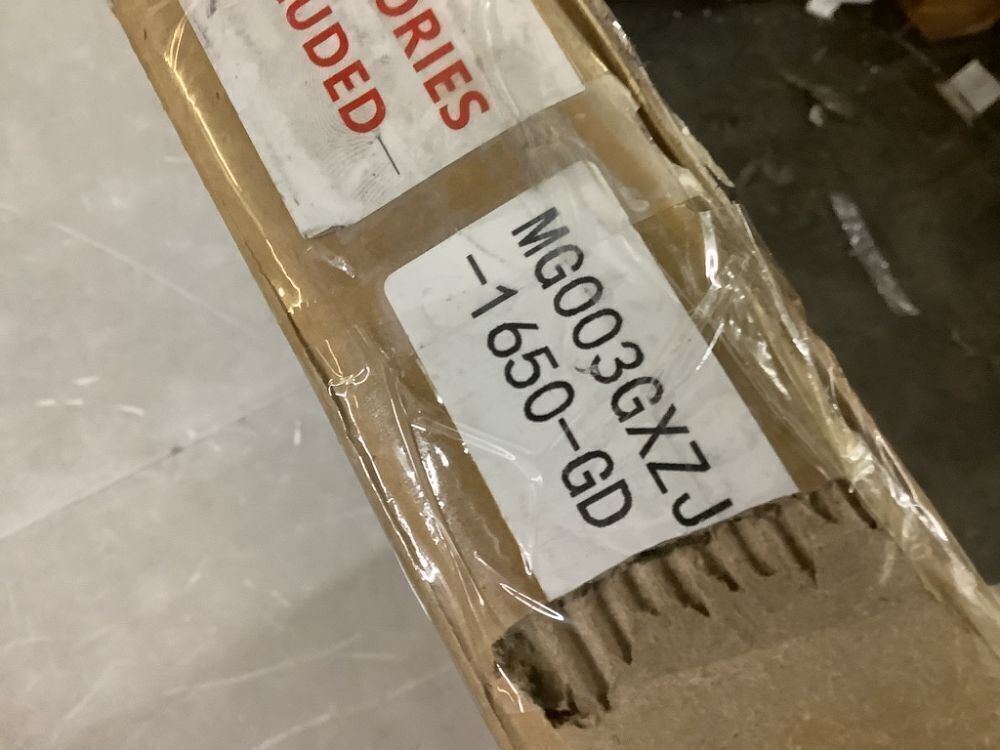 ORIES
UDED
MG003GXZJ
-1650-GD